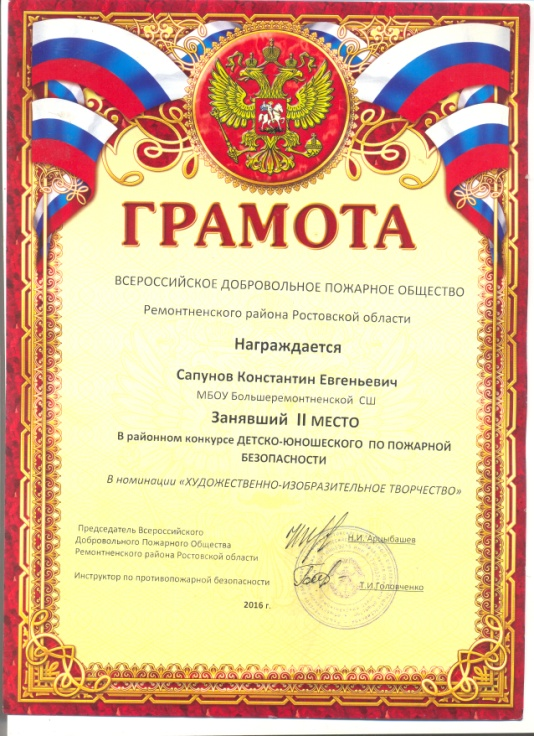 ГРАМОТА
ВСЕРОССИЙСКОЕ ДОБРОВОЛЬНОЕ ПОЖАРНОЕ ОБЩЕСТВО
Ремонтненского района Ростовской области
Награждается
Сапунов Константин Евгеньевич
МБОУ Большеремонтненской СШ
Занявший II МЕСТО
В районном конкурсе ДЕТСКО-ЮНОШЕСКОГО ПО ПОЖАРНОЙ
БЕЗОПАСНОСТИ
В номинации «ХУДОЖЕСТВЕННО-ИЗОБРАЗИТЕЛЬНОЕ ТВОРЧЕСТВО»
Председатель Всероссийского
Добровольного Пожарного Общества
Ремонтненского района Ростовской области
Н.И. Арцыбашев
Инструктор по противопожарной безопасности
Т.И.Головченко
2016 г.